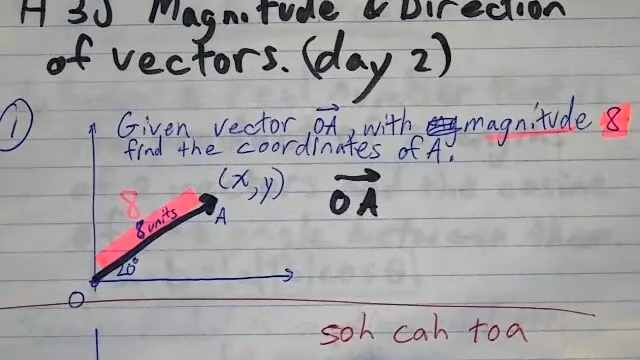 A 30 Magnitude & Direction
of vectors. (day 2)
① Given vector OA, with magnitude 8
find the coordinates of A.
(x, y)
8
8 units
A
OA
20°
O
soh cah toa